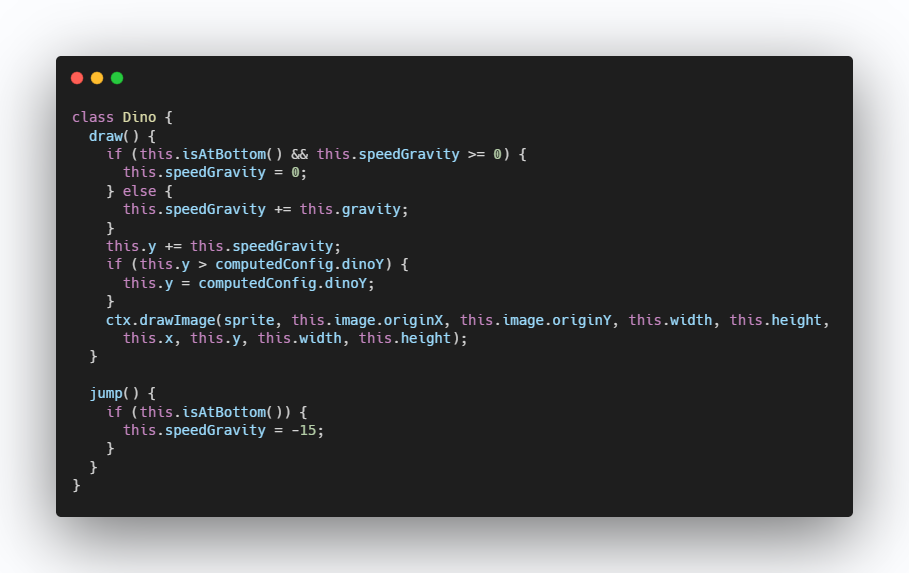 class Dino {
  draw() {
    if (this.isAtBottom() && this.speedGravity >= 0) {
      this.speedGravity = 0;
    } else {
      this.speedGravity += this.gravity;
    }
    this.y += this.speedGravity;
    if (this.y > computedConfig.dinoY) {
      this.y = computedConfig.dinoY;
    }
    ctx.drawImage(sprite, this.image.originX, this.image.originY, this.width, this.height,
      this.x, this.y, this.width, this.height);
  }

  jump() {
    if (this.isAtBottom()) {
      this.speedGravity = -15;
    }
  }
}